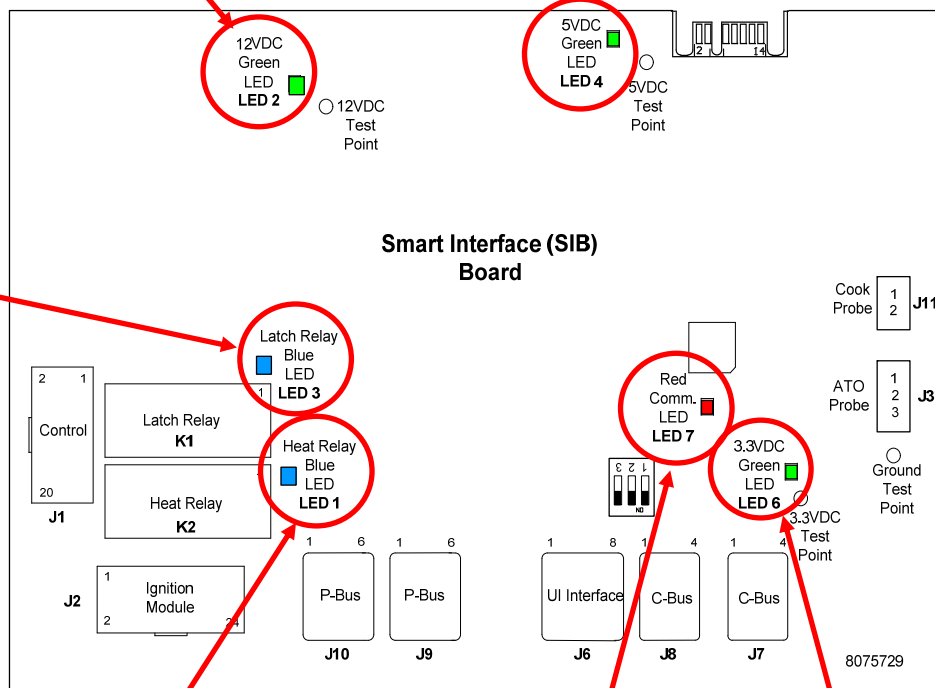 12VDC
Green
LED
LED 2
12VDC
Test
Point
5VDC
Green
LED
LED 4
5VDC
Test
Point
2 1 14
Smart Interface (SIB)
Board
Cook
Probe
1
2
J11
Latch Relay
Blue
LED
LED 3
Red
Comm.
LED
LED 7
ATO
Probe
1
2
3
J3
2 1
Control
20
J1
1
Latch Relay
K1
Heat Relay
Blue
LED
LED 1
Heat Relay
K2
3.3VDC
Green
LED
LED 6
3.3VDC
Test
Point
Ground
Test
Point
3 2 1
ON
J2
1
2
Ignition
Module
24
1 6
P-Bus
J10
1 6
P-Bus
J9
1 8
UI Interface
J6
1 4
C-Bus
J8
1 4
C-Bus
J7
8075729